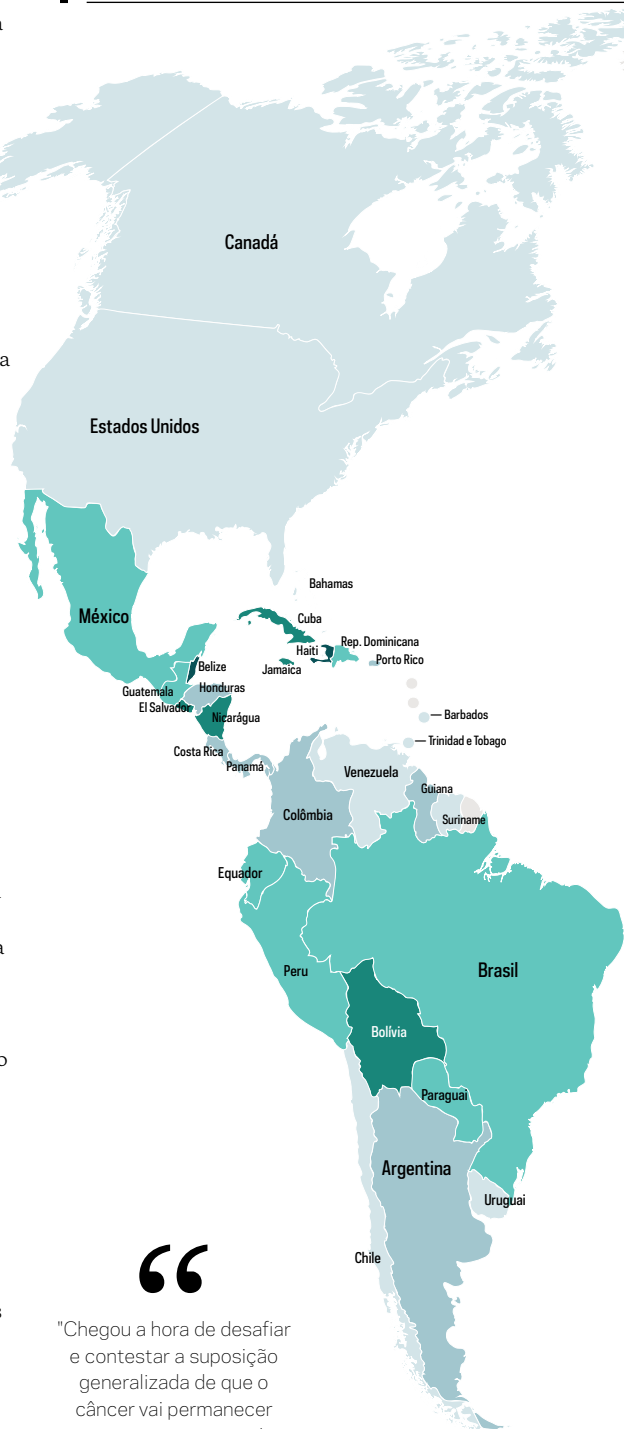 Canadá
Estados Unidos
México
Bahamas
Cuba
Haiti
Rep. Dominicana
Porto Rico
Jamaica
Belize
Guatemala
Honduras
El Salvador
Nicarágua
Barbados
Trinidad e Tobago
Costa Rica
Panamá
Venezuela
Guiana
Colômbia
Suriname
Equador
Peru
Brasil
Bolívia
Paraguai
Argentina
Uruguai
Chile
“
"Chegou a hora de desafiar
e contestar a suposição
generalizada de que o
câncer vai permanecer